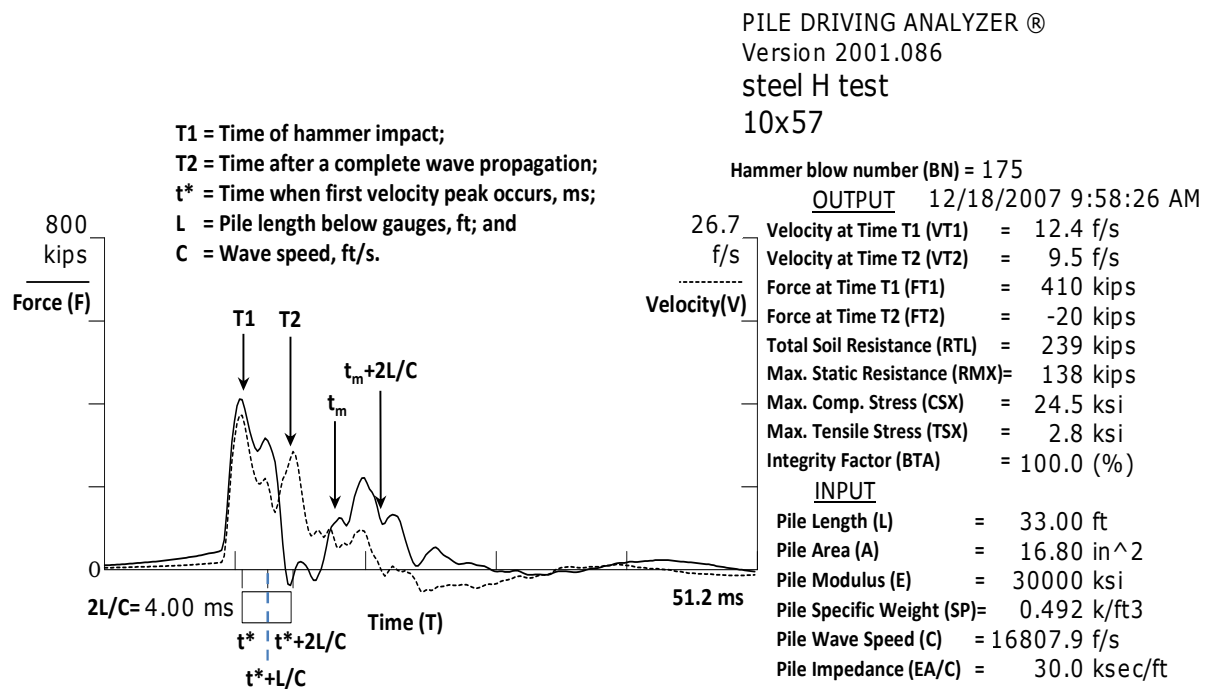 PILE DRIVING ANALYZER ®
Version 2001.086
steel H test
10x57
T1 = Time of hammer impact;
T2 = Time after a complete wave propagation;
t* = Time when first velocity peak occurs, ms;
L = Pile length below gauges, ft; and
C = Wave speed, ft/s.
800
kips
Force (F)
26.7
f/s
Velocity(V)
T1
T2
tm
tm+2L/C
0
2L/C= 4.00 ms
t*
t*+2L/C
t*+L/C
Time (T)
51.2 ms
Hammer blow number (BN) = 175
OUTPUT 12/18/2007 9:58:26 AM
Velocity at Time T1 (VT1) = 12.4 f/s
Velocity at Time T2 (VT2) = 9.5 f/s
Force at Time T1 (FT1) = 410 kips
Force at Time T2 (FT2) = -20 kips
Total Soil Resistance (RTL) = 239 kips
Max. Static Resistance (RMX)= 138 kips
Max. Comp. Stress (CSX) = 24.5 ksi
Max. Tensile Stress (TSX) = 2.8 ksi
Integrity Factor (BTA) = 100.0 (%)
INPUT
Pile Length (L) = 33.00 ft
Pile Area (A) = 16.80 in^2
Pile Modulus (E) = 30000 ksi
Pile Specific Weight (SP)= 0.492 k/ft3
Pile Wave Speed (C) = 16807.9 f/s
Pile Impedance (EA/C) = 30.0 ksec/ft